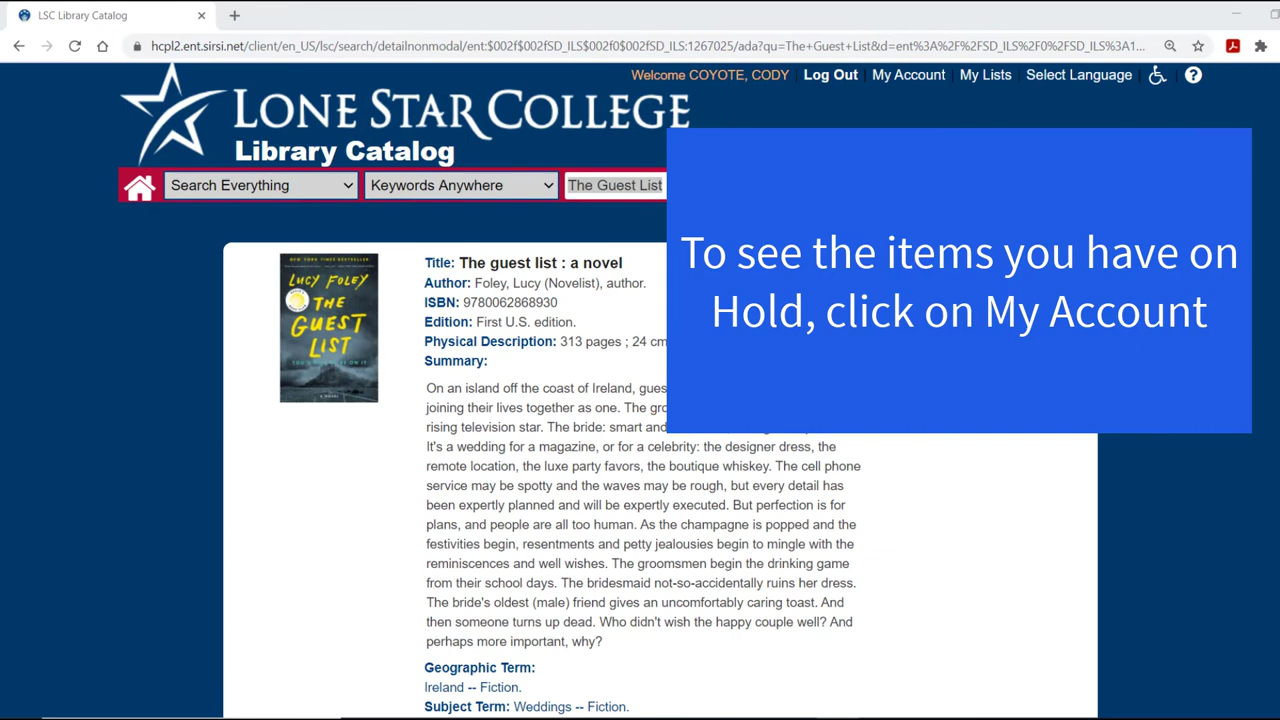 LSC Library Catalog
hcpl2.ent.sirsi.net/client/en_US/lsc/search/detailnonmodal/ent:$002f$002fSD_ILS$002f0$002fSD_ILS:1267025/ada?qu=The+Guest+List&d=ent%3A%2F%2FSD_ILS%2F0%2FSD_ILS%3A1...
Welcome COYOTE, CODY Log Out My Account My Lists Select Language
LONE STAR COLLEGE
Library Catalog
Search Everything Keywords Anywhere The Guest List
To see the items you have on
Hold, click on My Account
LUCY FOLEY
THE
GUEST
LIST
Title: The guest list : a novel
Author: Foley, Lucy (Novelist), author.
ISBN: 9780062868930
Edition: First U.S. edition.
Physical Description: 313 pages ; 24 cm
Summary:
On an island off the coast of Ireland, gues
joining their lives together as one. The gro
rising television star. The bride: smart and
It's a wedding for a magazine, or for a celebrity: the designer dress, the
remote location, the luxe party favors, the boutique whiskey. The cell phone
service may be spotty and the waves may be rough, but every detail has
been expertly planned and will be expertly executed. But perfection is for
plans, and people are all too human. As the champagne is popped and the
festivities begin, resentments and petty jealousies begin to mingle with the
reminiscences and well wishes. The groomsmen begin the drinking game
from their school days. The bridesmaid not-so-accidentally ruins her dress.
The bride's oldest (male) friend gives an uncomfortably caring toast. And
then someone turns up dead. Who didn't wish the happy couple well? And
perhaps more important, why?
Geographic Term:
Ireland -- Fiction.
Subject Term: Weddings -- Fiction.